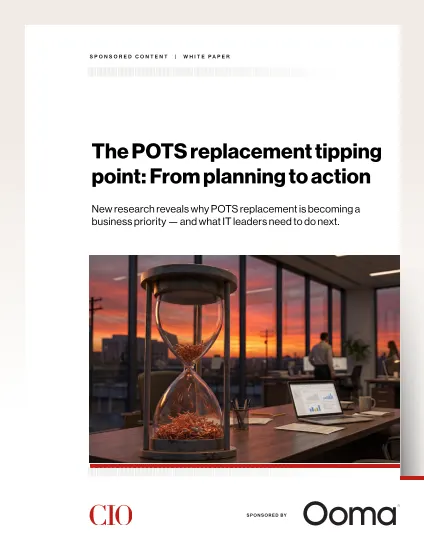 SPONSORED CONTENT | WHITE PAPER
The POTS replacement tipping
point: From planning to action
New research reveals why POTS replacement is becoming a
business priority — and what IT leaders need to do next.
CIO
SPONSORED BY
Ooma